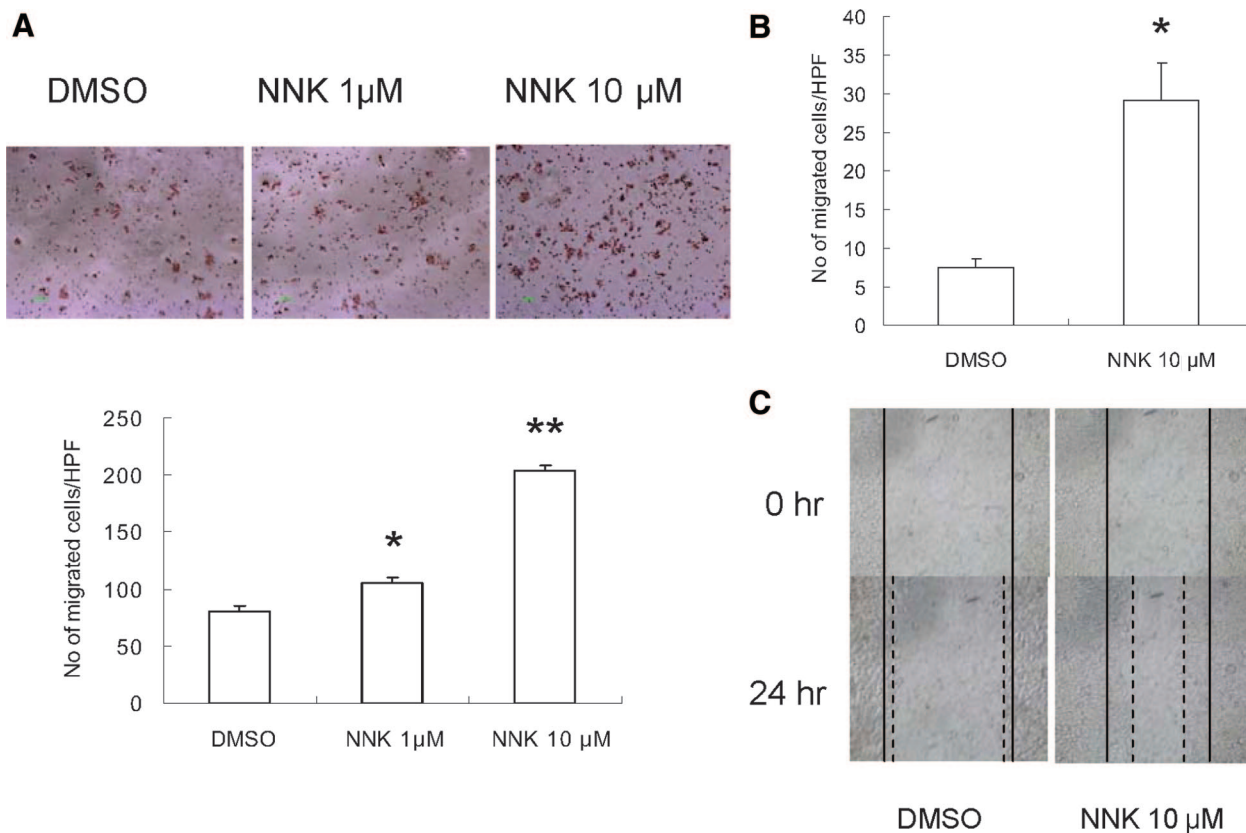 A
DMSO NNK 1µM NNK 10 µM
No of migrated cells/HPF
250
200
150
100
50
0
*
**
DMSO NNK 1µM NNK 10 µM
B
No of migrated cells/HPF
40
35
30
25
20
15
10
5
0
*
DMSO NNK 10 µM
C
0 hr
24 hr
DMSO NNK 10 µM